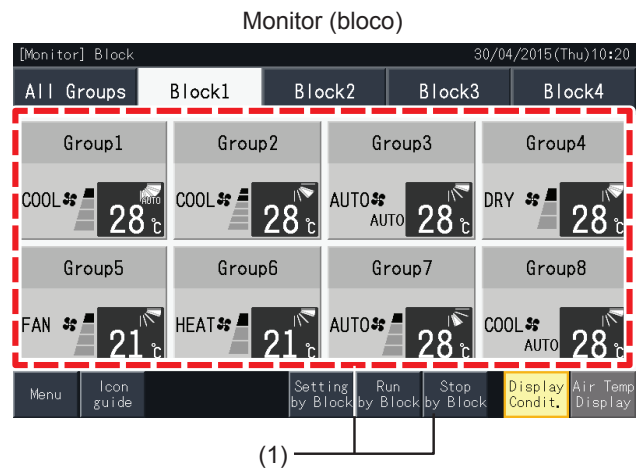 Monitor (bloco)
[Monitor] Block 30/04/2015(Thu)10:20
All Groups Block1 Block2 Block3 Block4
Group1 Group2 Group3 Group4
COOL AUTO 28 ℃ COOL 28 ℃ AUTO AUTO 28 ℃ DRY 28 ℃
Group5 Group6 Group7 Group8
FAN 21 ℃ HEAT 21 ℃ AUTO 28 ℃ COOL AUTO 28 ℃
Menu Icon guide Setting by Block Run by Block Stop by Block Display Condit. Air Temp Display
(1)